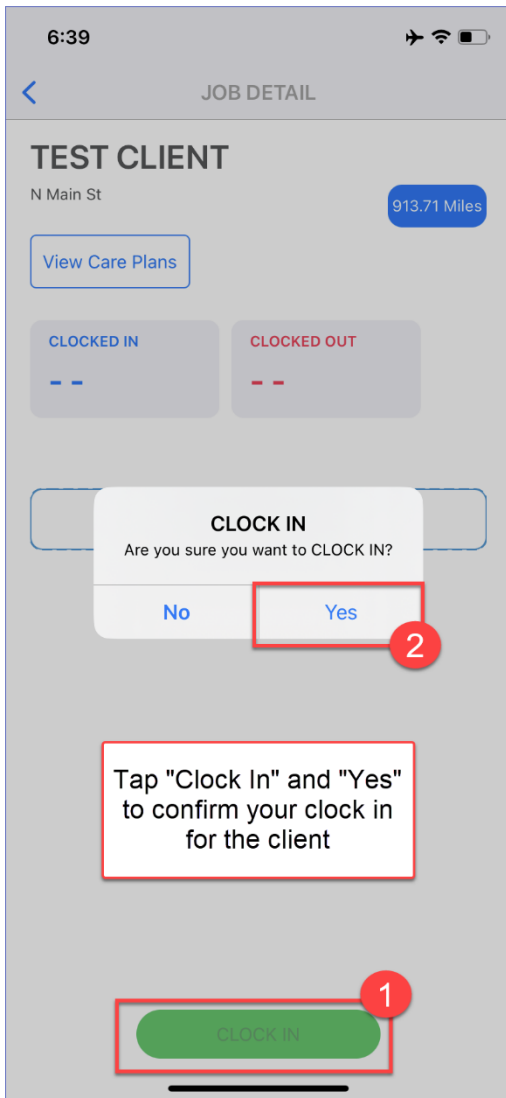 6:39
JOB DETAIL
TEST CLIENT
N Main St
913.71 Miles
View Care Plans
CLOCKED IN
CLOCKED OUT
--
--
CLOCK IN
Are you sure you want to CLOCK IN?
No
Yes
2
Tap "Clock In" and "Yes"
to confirm your clock in
for the client
1
CLOCK IN